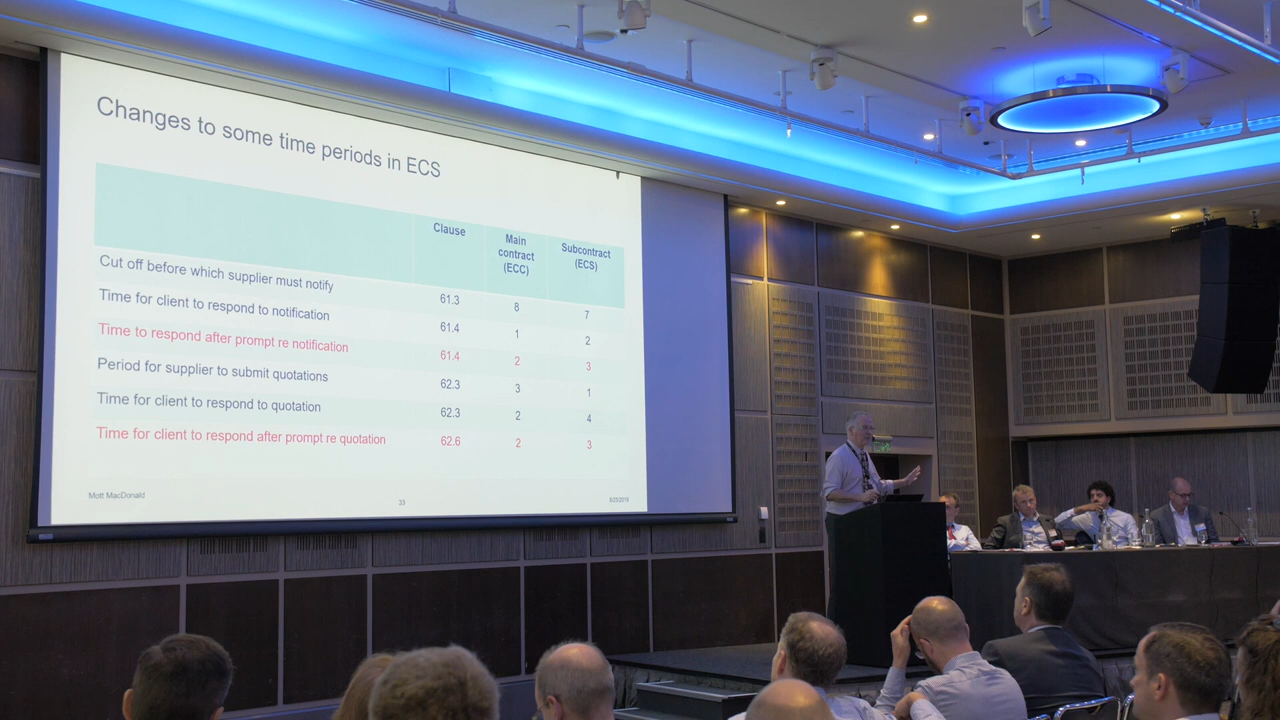 Changes to some time periods in ECS
Clause
Main contract (ECC)
Subcontract (ECS)
Cut off before which supplier must notify 61.3 8 7
Time for client to respond to notification 61.4 1 2
Time to respond after prompt re notification 61.4 2 3
Period for supplier to submit quotations 62.3 3 1
Time for client to respond to quotation 62.3 2 4
Time for client to respond after prompt re quotation 62.6 2 3
Mott MacDonald 33 6/25/2019